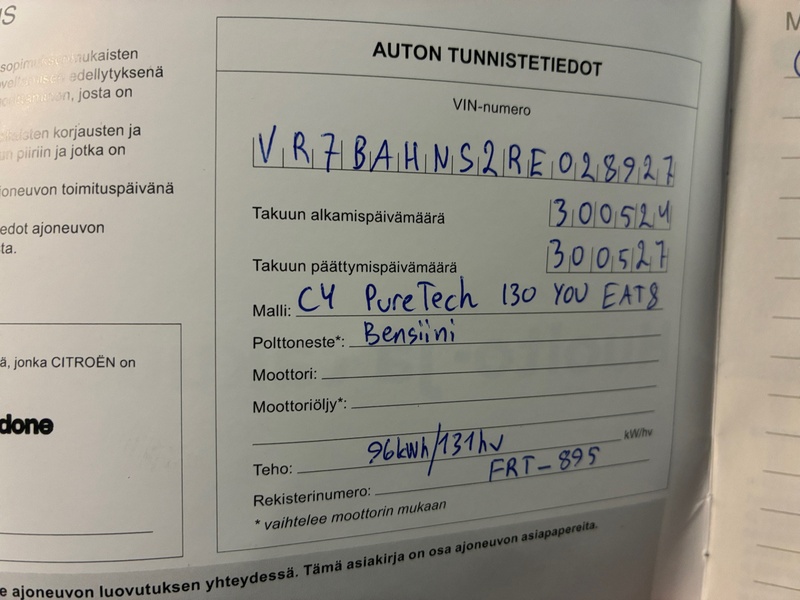 mukaisten
edellytyksenä
, josta on
korjausten ja
piiriin ja jotka on
toimituspäivänä
edot ajoneuvon
ta.
ä, jonka CITROËN on
done
AUTON TUNNISTETIEDOT
VIN-numero
VR7BAHNS2RE028927
Takuun alkamispäivämäärä 300524
Takuun päättymispäivämäärä 300527
Malli: C4 PureTech 130 YOU EAT8
Polttoneste*: Bensiini
Moottori:
Moottoriöljy*:
kW/hv
Teho: 96kwh/131hv
Rekisterinumero: FRT-895
* vaihtelee moottorin mukaan
e ajoneuvon luovutuksen yhteydessä. Tämä asiakirja on osa ajoneuvon asiapapereita.
M